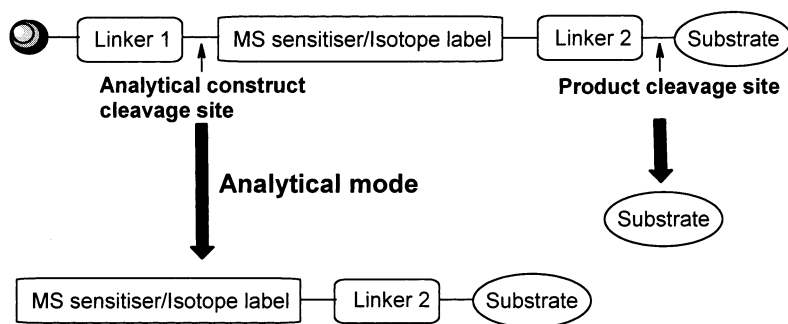 Linker 1
MS sensitiser/Isotope label
Linker 2
Substrate
Analytical construct
cleavage site
Product cleavage site
Analytical mode
Substrate
MS sensitiser/Isotope label
Linker 2
Substrate